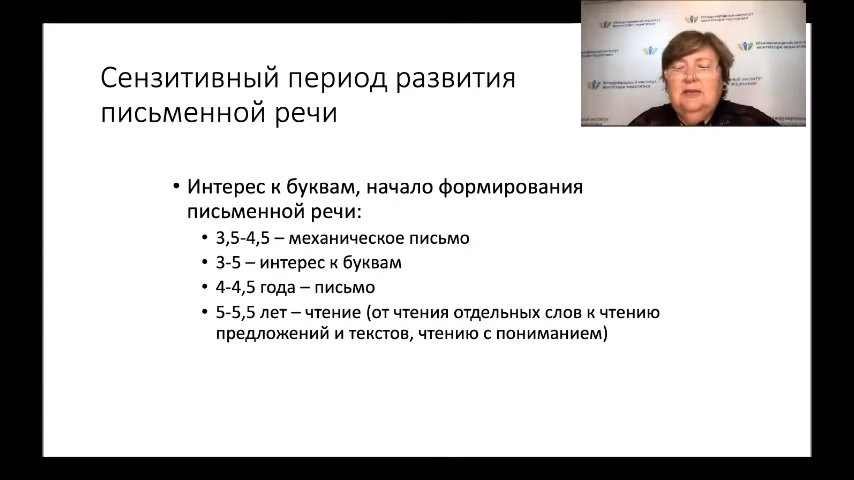 Сензитивный период развития
письменной речи
• Интерес к буквам, начало формирования
письменной речи:
• 3,5-4,5 – механическое письмо
• 3-5 – интерес к буквам
• 4-4,5 года – письмо
• 5-5,5 лет – чтение (от чтения отдельных слов к чтению
предложений и текстов, чтению с пониманием)